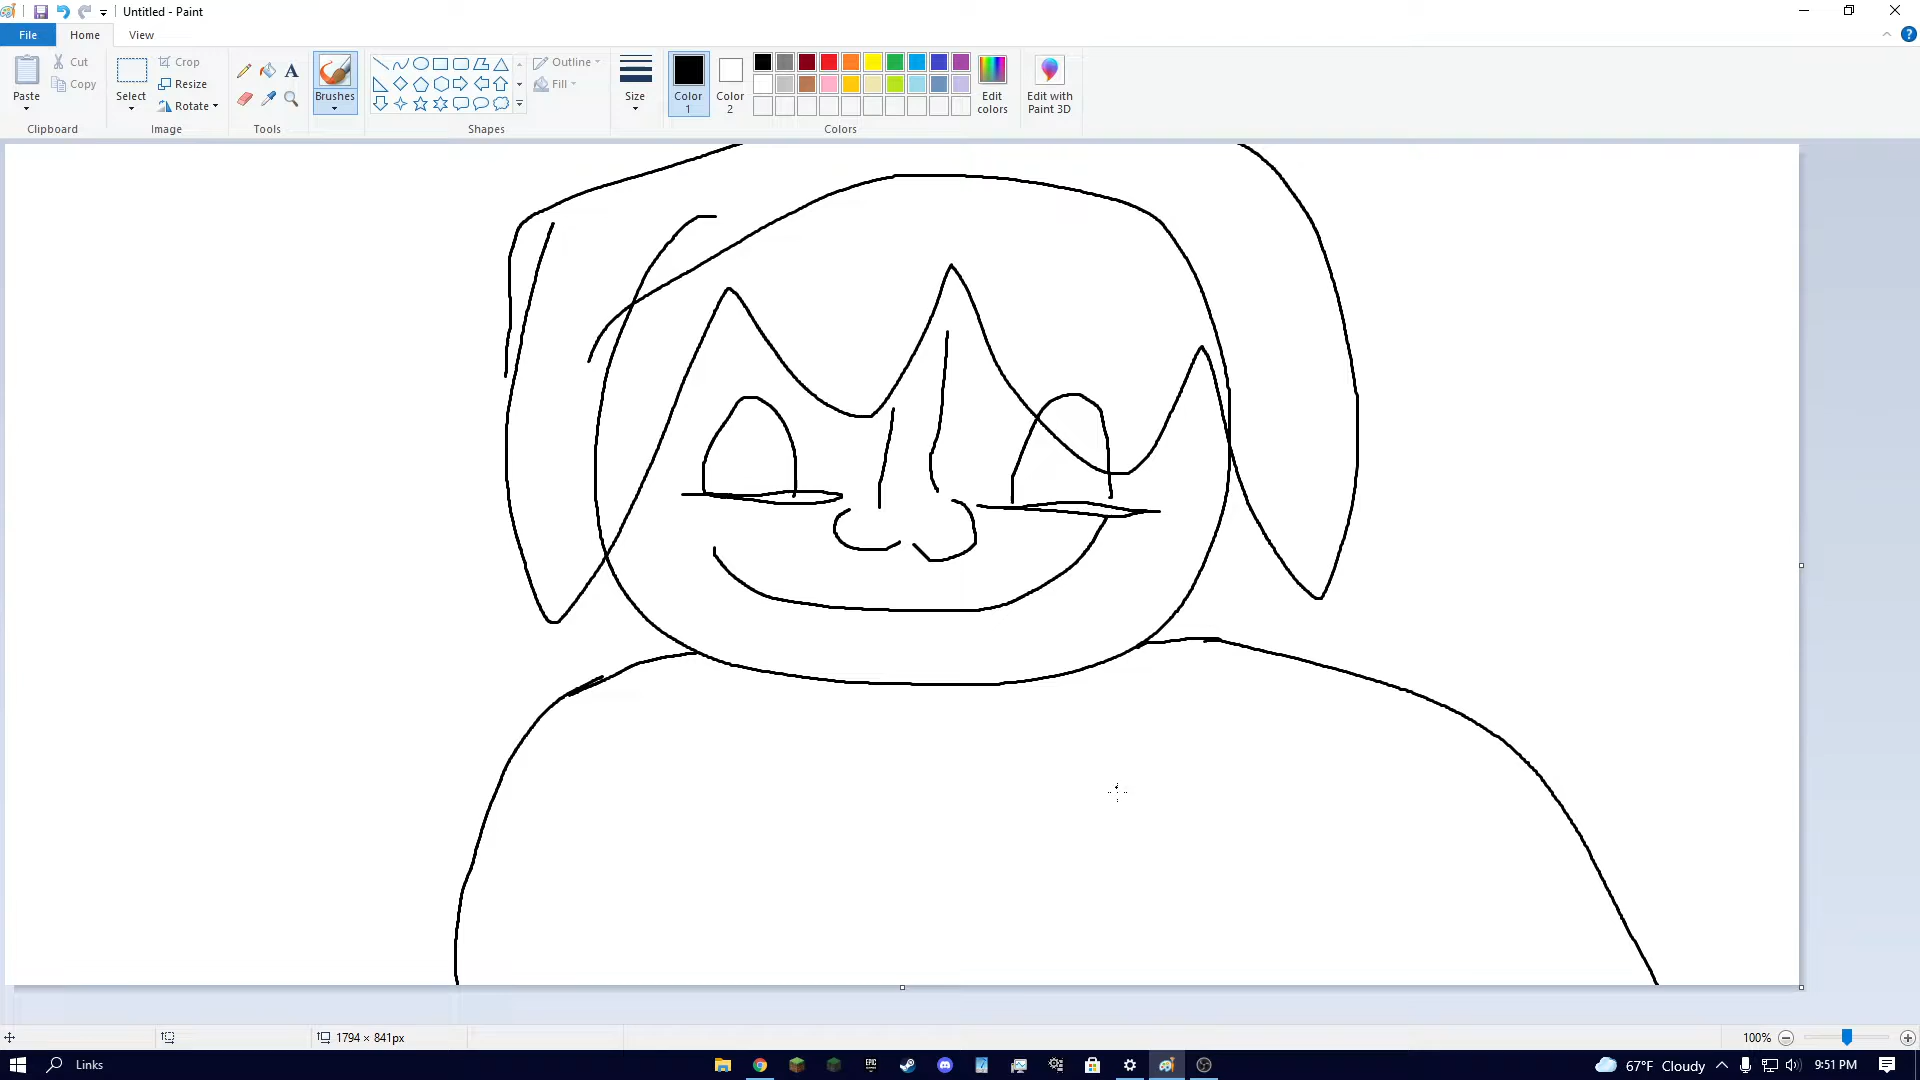 Untitled - Paint
File Home View
Paste
Cut
Copy
Clipboard
Select
Crop
Resize
Rotate
Image
Tools
Brushes
Shapes
Outline
Fill
Size
Color 1
Color 2
Edit colors
Colors
Edit with Paint 3D
1794 × 841px
100%
Links
EPIC GAMES
67°F Cloudy
9:51 PM